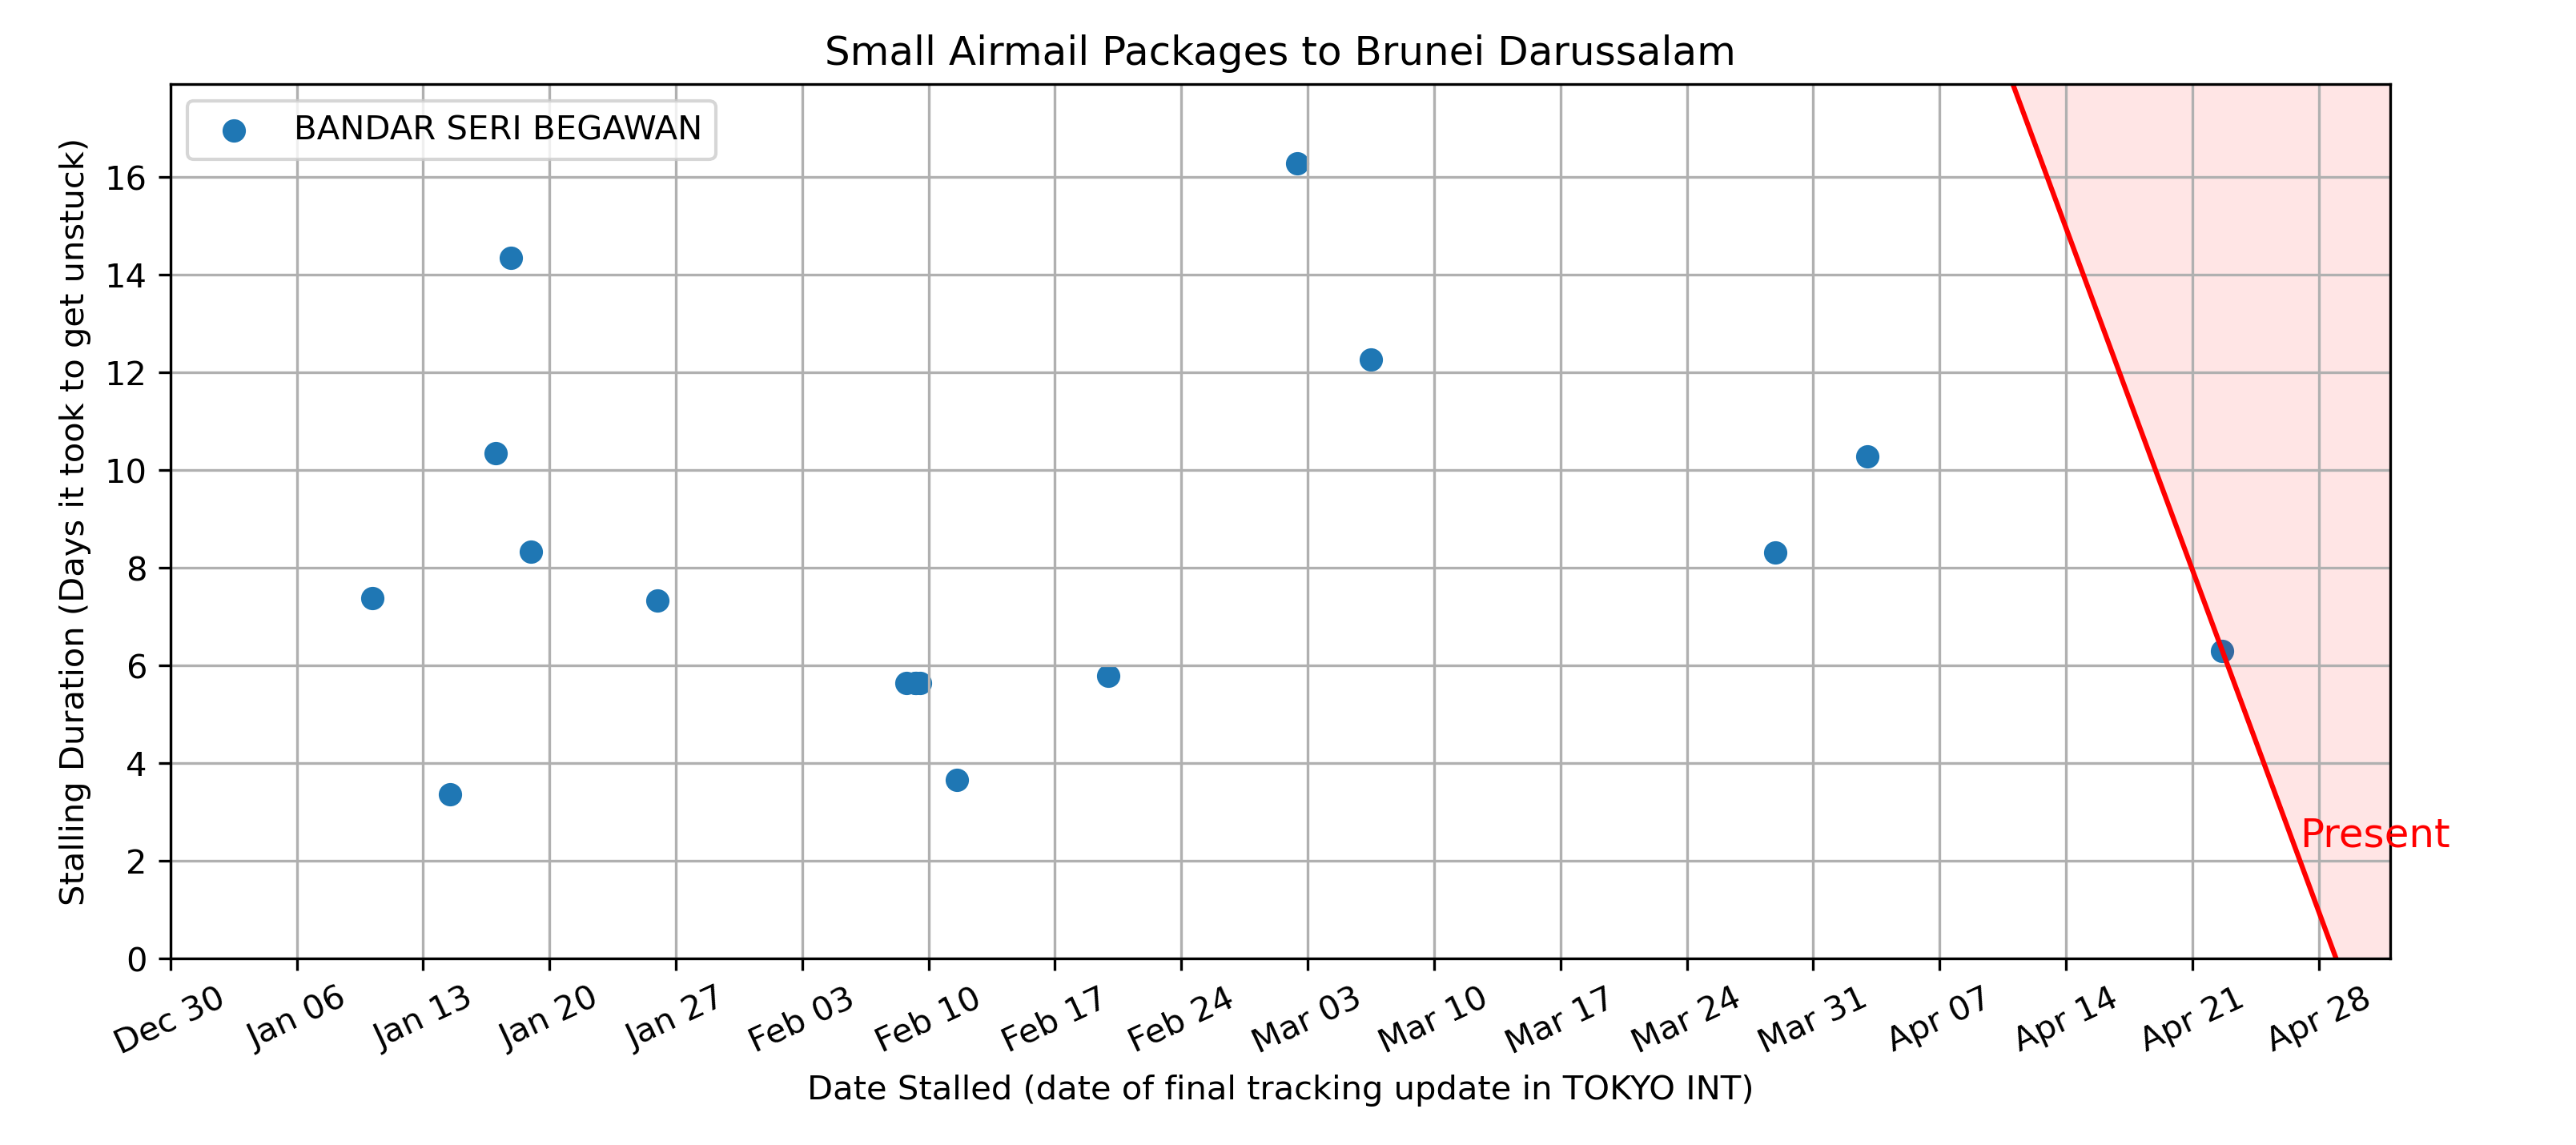 Small Airmail Packages to Brunei Darussalam
BANDAR SERI BEGAWAN
Stalling Duration (Days it took to get unstuck)
16
14
12
10
8
6
4
2
0
Present
Dec 30
Jan 06
Jan 13
Jan 20
Jan 27
Feb 03
Feb 10
Feb 17
Feb 24
Mar 03
Mar 10
Mar 17
Mar 24
Mar 31
Apr 07
Apr 14
Apr 21
Apr 28
Date Stalled (date of final tracking update in TOKYO INT)